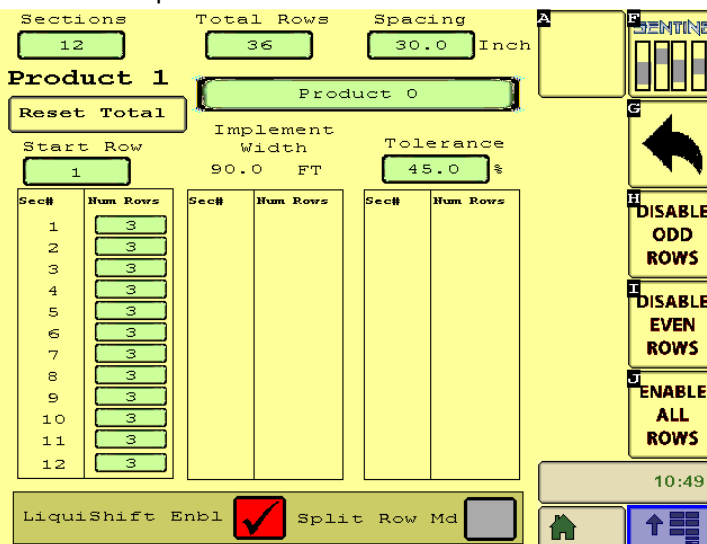 Sections Total Rows Spacing
12 36 30.0 Inch
Product 1
Product 0
Reset Total
Implement
Width
Start Row
Tolerance
1
90.0 FT
45.0 %
Sec# Num Rows Sec# Num Rows Sec# Num Rows
1 3
2 3
3 3
4 3
5 3
6 3
7 3
8 3
9 3
10 3
11 3
12 3
LiquiShift Enbl Split Row Md
A
F
G
H
DISABLE
ODD
ROWS
I
DISABLE
EVEN
ROWS
J
ENABLE
ALL
ROWS
10:49